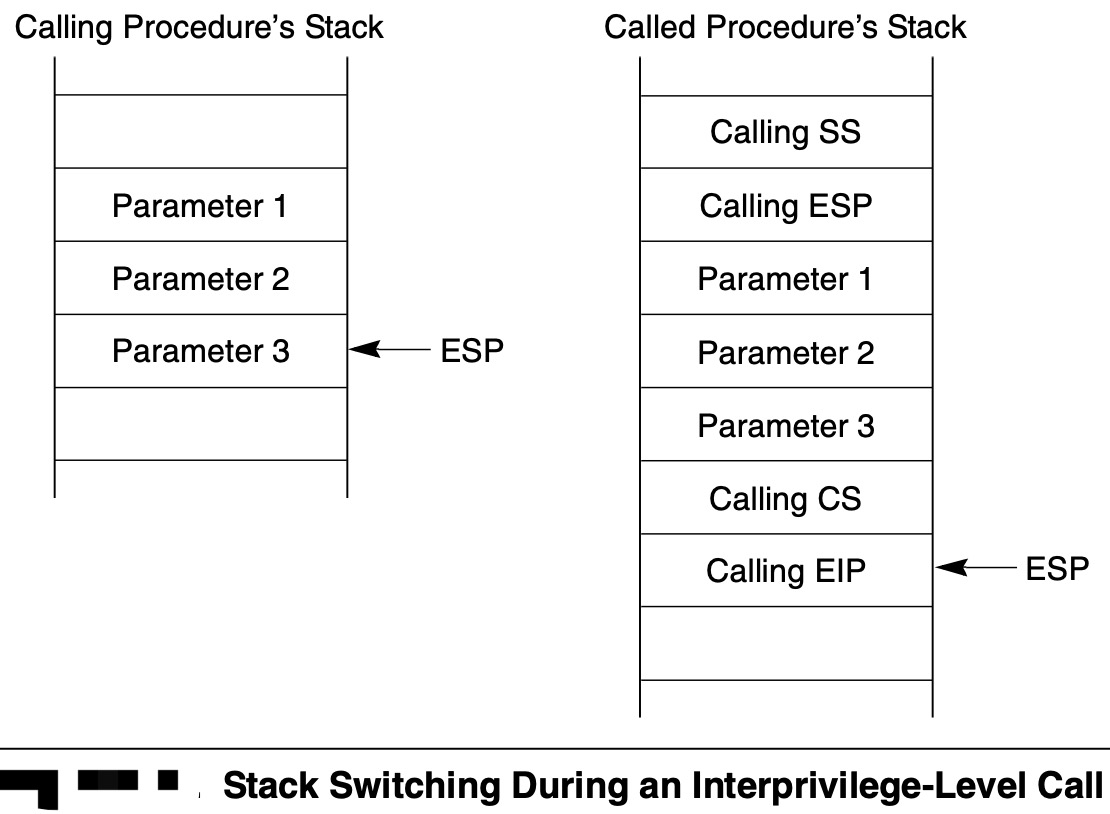 Calling Procedure’s Stack
Called Procedure’s Stack
Parameter 1
Parameter 2
Parameter 3
ESP
Calling SS
Calling ESP
Parameter 1
Parameter 2
Parameter 3
Calling CS
Calling EIP
ESP
Stack Switching During an Interprivilege-Level Call